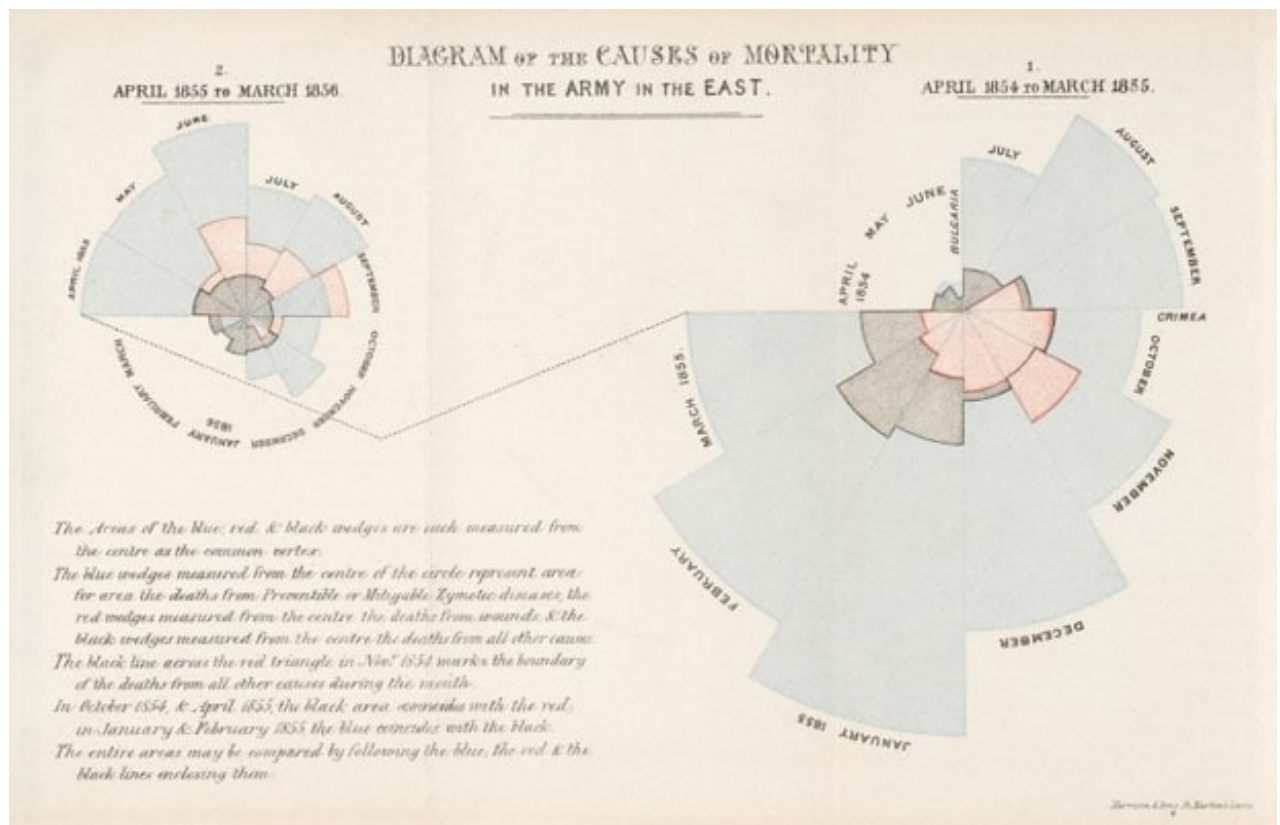 DIAGRAM OF THE CAUSES OF MORTALITY
IN THE ARMY IN THE EAST.
2.
APRIL 1855 TO MARCH 1856.
JUNE
JULY
MAY
AUGUST
APRIL 1855
SEPTEMBER
OCTOBER
NOVEMBER
DECEMBER
JANUARY
1856
FEBRUARY
MARCH
1.
APRIL 1854 TO MARCH 1855.
JULY
AUGUST
JUNE
BULGARIA
MAY
SEPTEMBER
APRIL
1854
CRIMEA
OCTOBER
MARCH 1855.
NOVEMBER
FEBRUARY
DECEMBER
JANUARY 1855
The Areas of the blue, red, & black wedges are each measured from
the centre as the common vertex.
The blue wedges measured from the centre of the circle represent area
for area the deaths from Preventible or Mitigable Zymotic diseases, the
red wedges measured from the centre the deaths from wounds, & the
black wedges measured from the centre the deaths from all other causes.
The black line across the red triangle in Novr. 1854 marks the boundary
of the deaths from all other causes during the month.
In October 1854, & April 1855, the black area coincides with the red,
in January & February 1855, the blue coincides with the black.
The entire areas may be compared by following the blue, the red & the
black lines enclosing them.